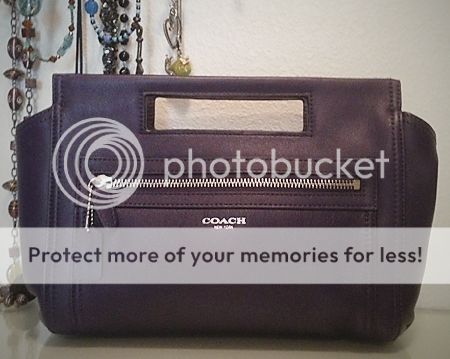 photobucket
COACH
NEW YORK
Protect more of your memories for less!